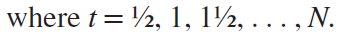 where t = ½, 1, 1½, . . . , N.